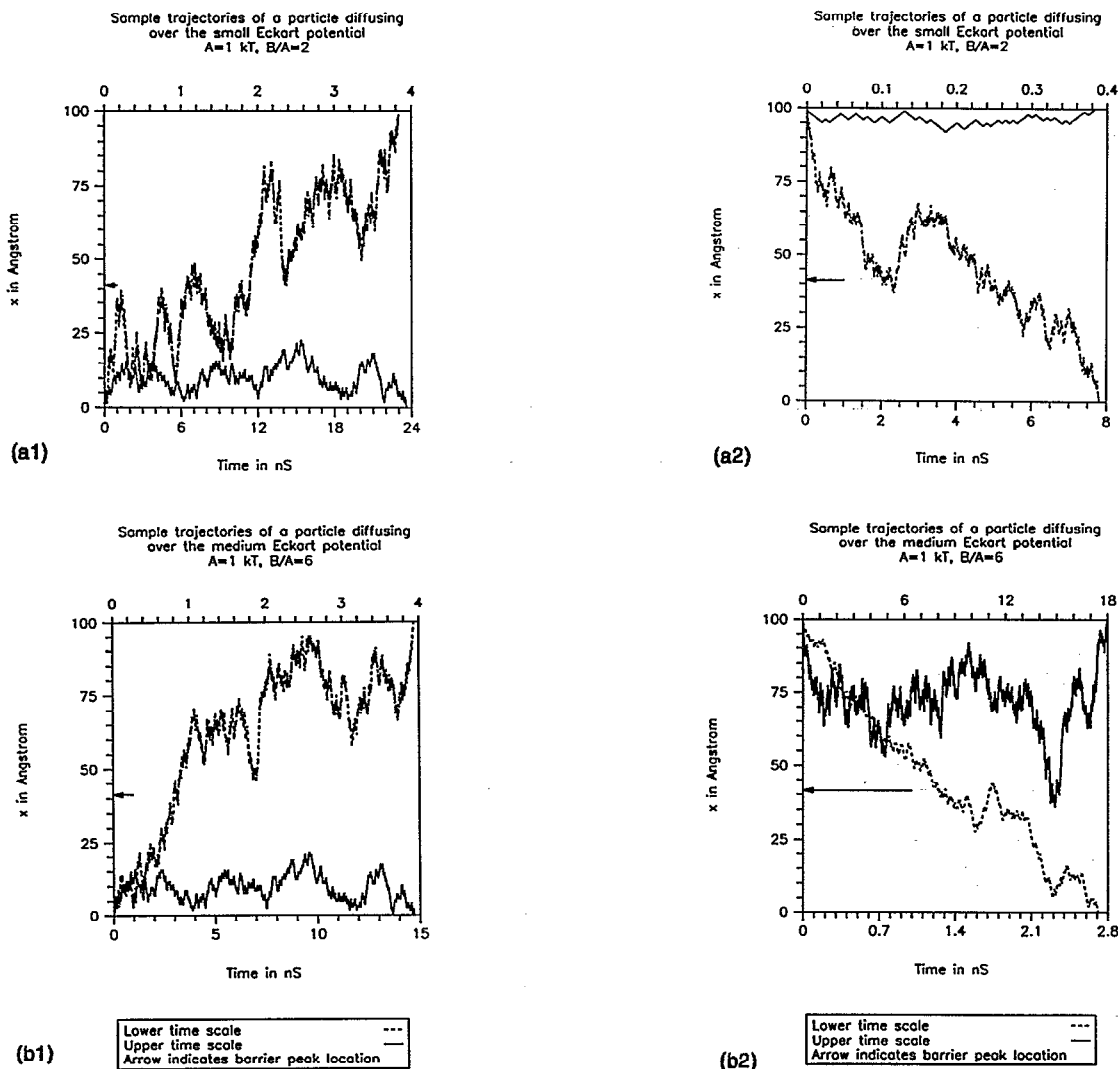 Sample trajectories of a particle diffusing
over the small Eckart potential
A=1 kT, B/A=2
0 1 2 3 4
100
75
50
25
0
x in Angstrom
0 6 12 18 24
Time in nS
(a1)
Sample trajectories of a particle diffusing
over the small Eckart potential
A=1 kT, B/A=2
0 0.1 0.2 0.3 0.4
100
75
50
25
0
x in Angstrom
0 2 4 6 8
Time in nS
(a2)
Sample trajectories of a particle diffusing
over the medium Eckart potential
A=1 kT, B/A=6
0 1 2 3 4
100
75
50
25
0
x in Angstrom
0 5 10 15
Time in nS
Lower time scale
Upper time scale
Arrow indicates barrier peak location
(b1)
Sample trajectories of a particle diffusing
over the medium Eckart potential
A=1 kT, B/A=6
0 5 10 15 18
100
75
50
25
0
x in Angstrom
0 0.7 1.4 2.1 2.8
Time in nS
Lower time scale
Upper time scale
Arrow indicates barrier peak location
(b2)